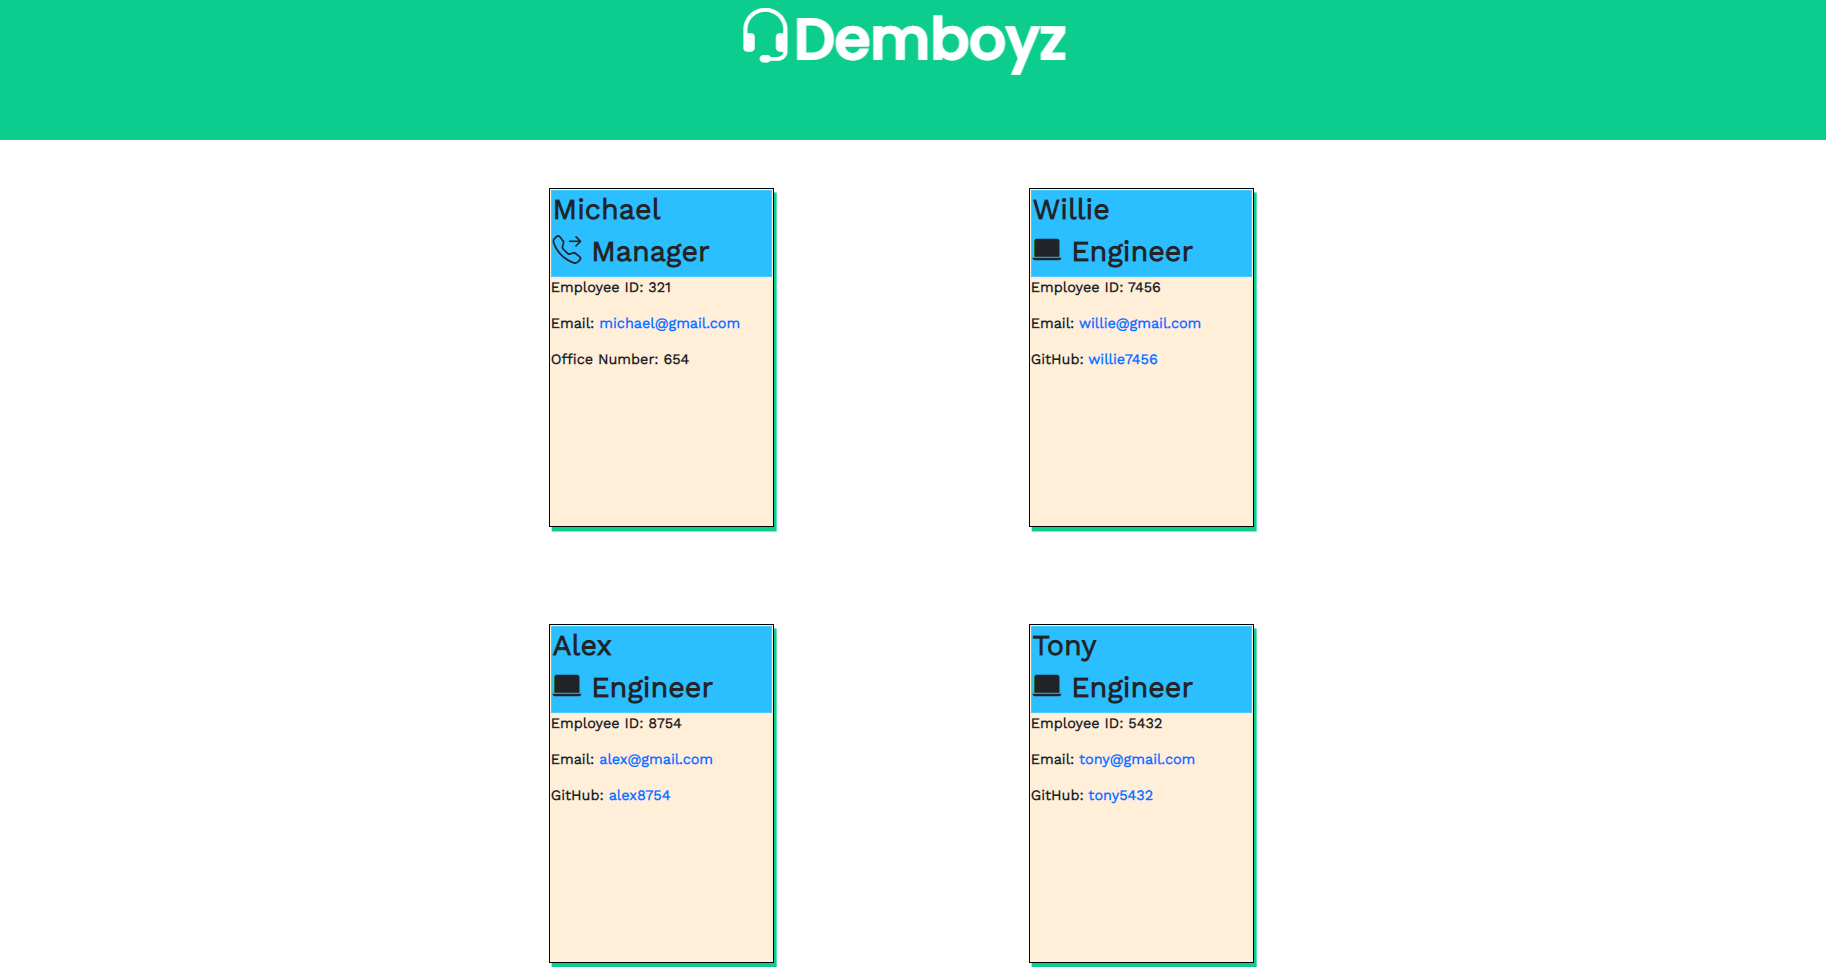 Demboyz
Michael
Manager
Employee ID: 321
Email: michael@gmail.com
Office Number: 654
Willie
Engineer
Employee ID: 7456
Email: willie@gmail.com
GitHub: willie7456
Alex
Engineer
Employee ID: 8754
Email: alex@gmail.com
GitHub: alex8754
Tony
Engineer
Employee ID: 5432
Email: tony@gmail.com
GitHub: tony5432